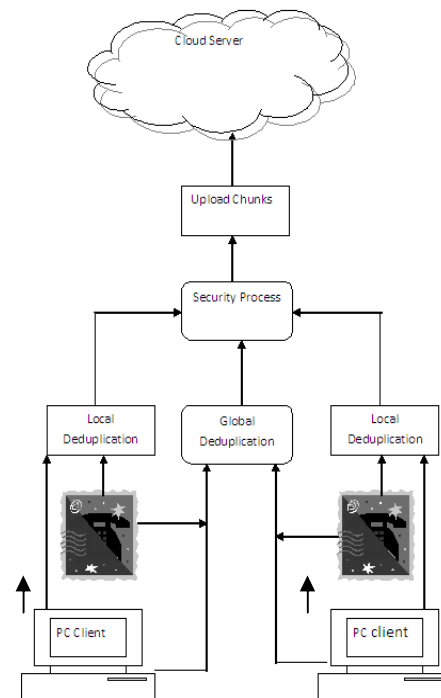 Cloud Server
Upload Chunks
Security Process
Local
Deduplication
Global
Deduplication
Local
Deduplication
PC Client
PC client